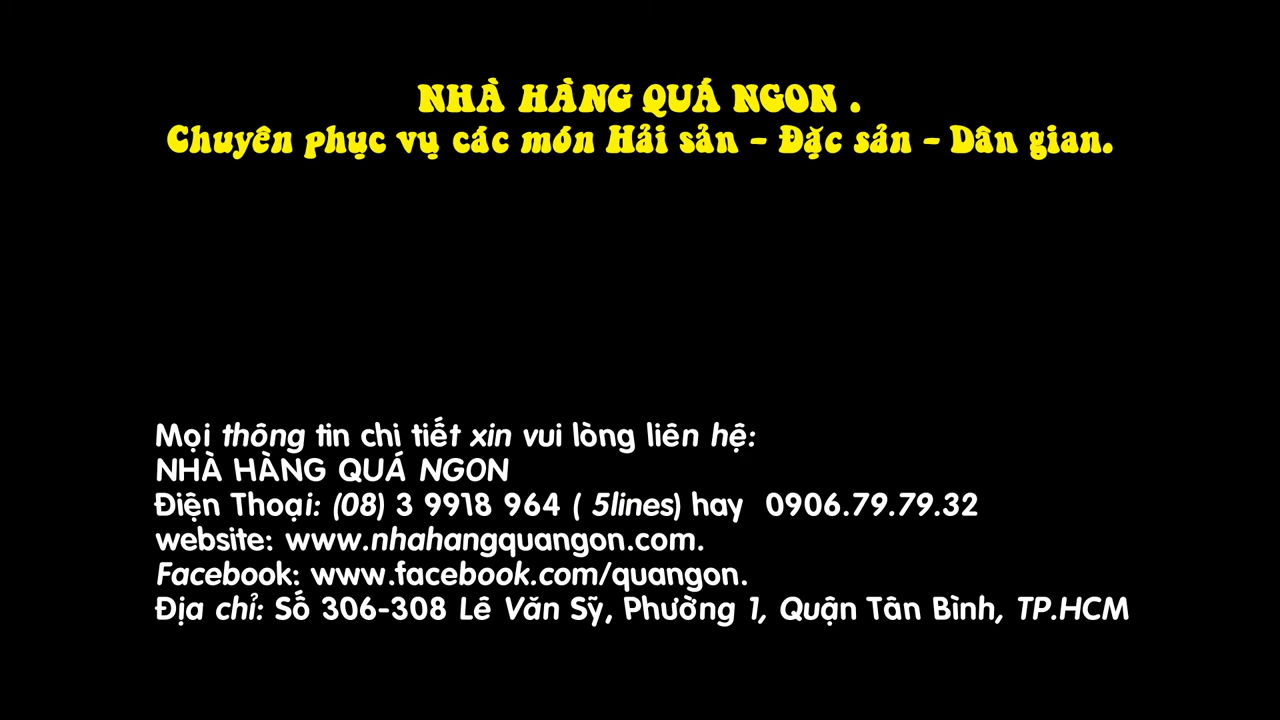 NHÀ HÀNG QUÁ NGON .
Chuyên phục vụ các món Hải sản - Đặc sản - Dân gian.
Mọi thông tin chi tiết xin vui lòng liên hệ:
NHÀ HÀNG QUÁ NGON
Điện Thoại: (08) 3 9918 964 ( 5lines) hay 0906.79.79.32
website: www.nhahangquangon.com.
Facebook: www.facebook.com/quangon.
Địa chỉ: Số 306-308 Lê Văn Sỹ, Phường 1, Quận Tân Bình, TP.HCM